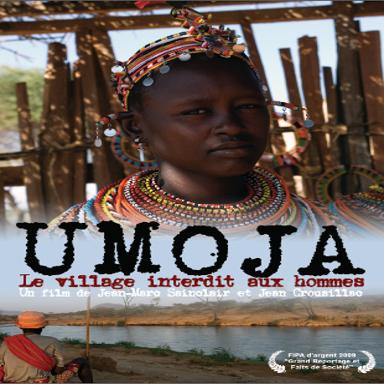 UMOJA
Le village interdit aux hommes
Un film de Jean-Marc Sainclair et Jean Crousillac
FIPA d'argent 2009
"Grand Reportage et
Faits de Société"